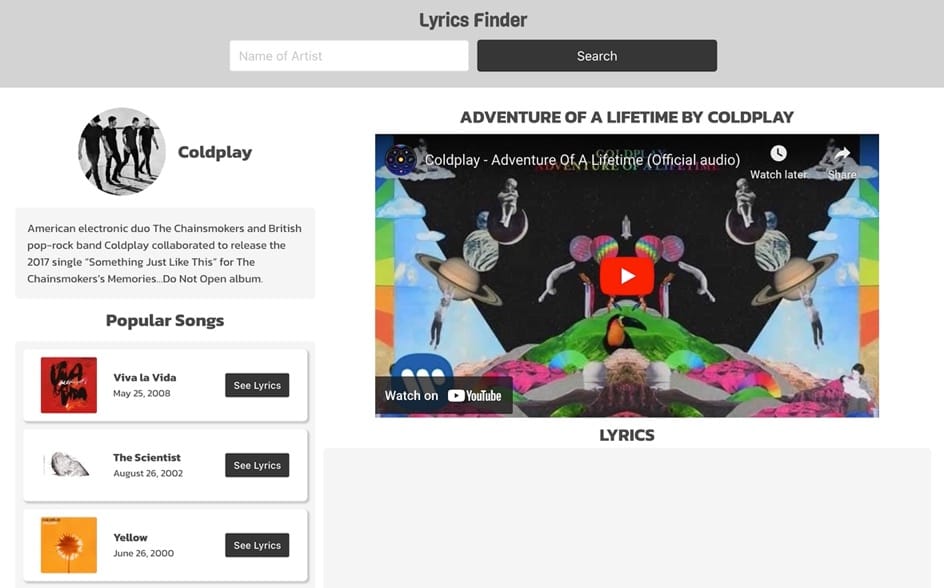 Lyrics Finder
Name of Artist
Search
Coldplay
American electronic duo The Chainsmokers and British
pop-rock band Coldplay collaborated to release the
2017 single "Something Just Like This" for The
Chainsmokers's Memories...Do Not Open album.
Popular Songs
Viva la Vida
May 25, 2008
See Lyrics
The Scientist
August 26, 2002
See Lyrics
Yellow
June 26, 2000
See Lyrics
ADVENTURE OF A LIFETIME BY COLDPLAY
Coldplay - Adventure Of A Lifetime (Official audio)
COLDPLAY
ADVENTURE OF A LIFETIME
Watch later
Share
Watch on YouTube
LYRICS